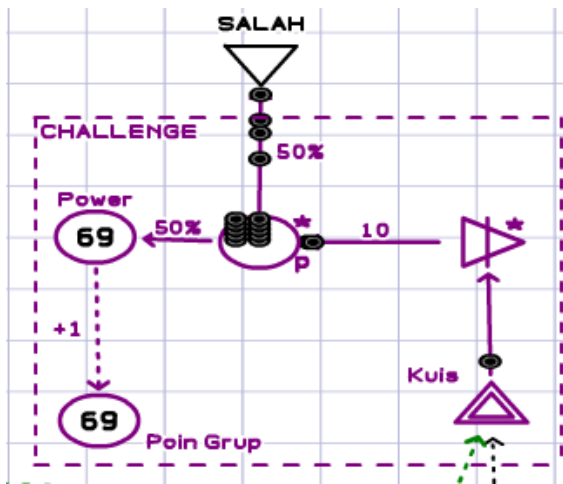 SALAH
CHALLENGE
50%
Power
*
50%
69
10
*
p
+1
Kuis
69
Poin Grup